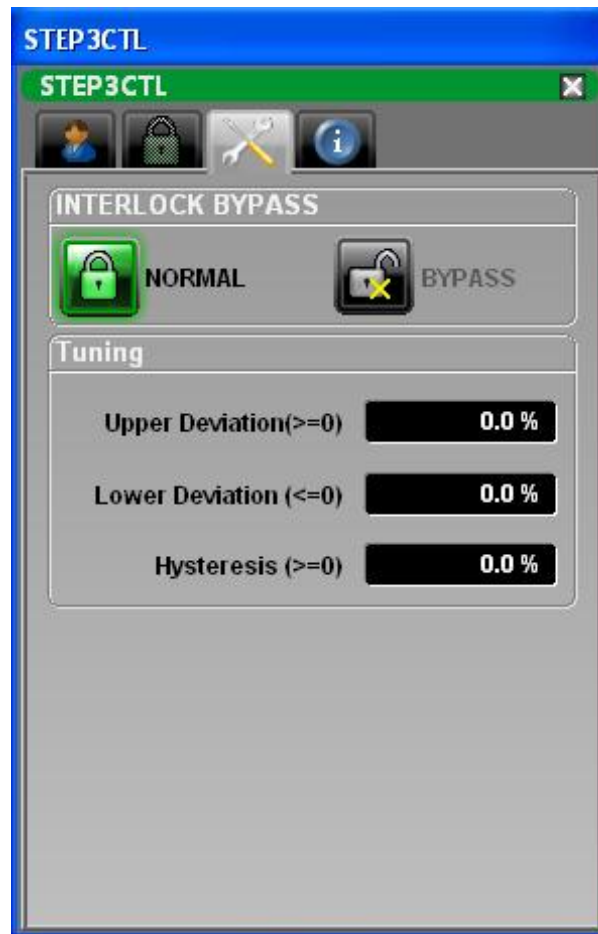 STEP3CTL
STEP3CTL
INTERLOCK BYPASS
NORMAL BYPASS
Tuning
Upper Deviation(>=0) 0.0 %
Lower Deviation (<=0) 0.0 %
Hysteresis (>=0) 0.0 %